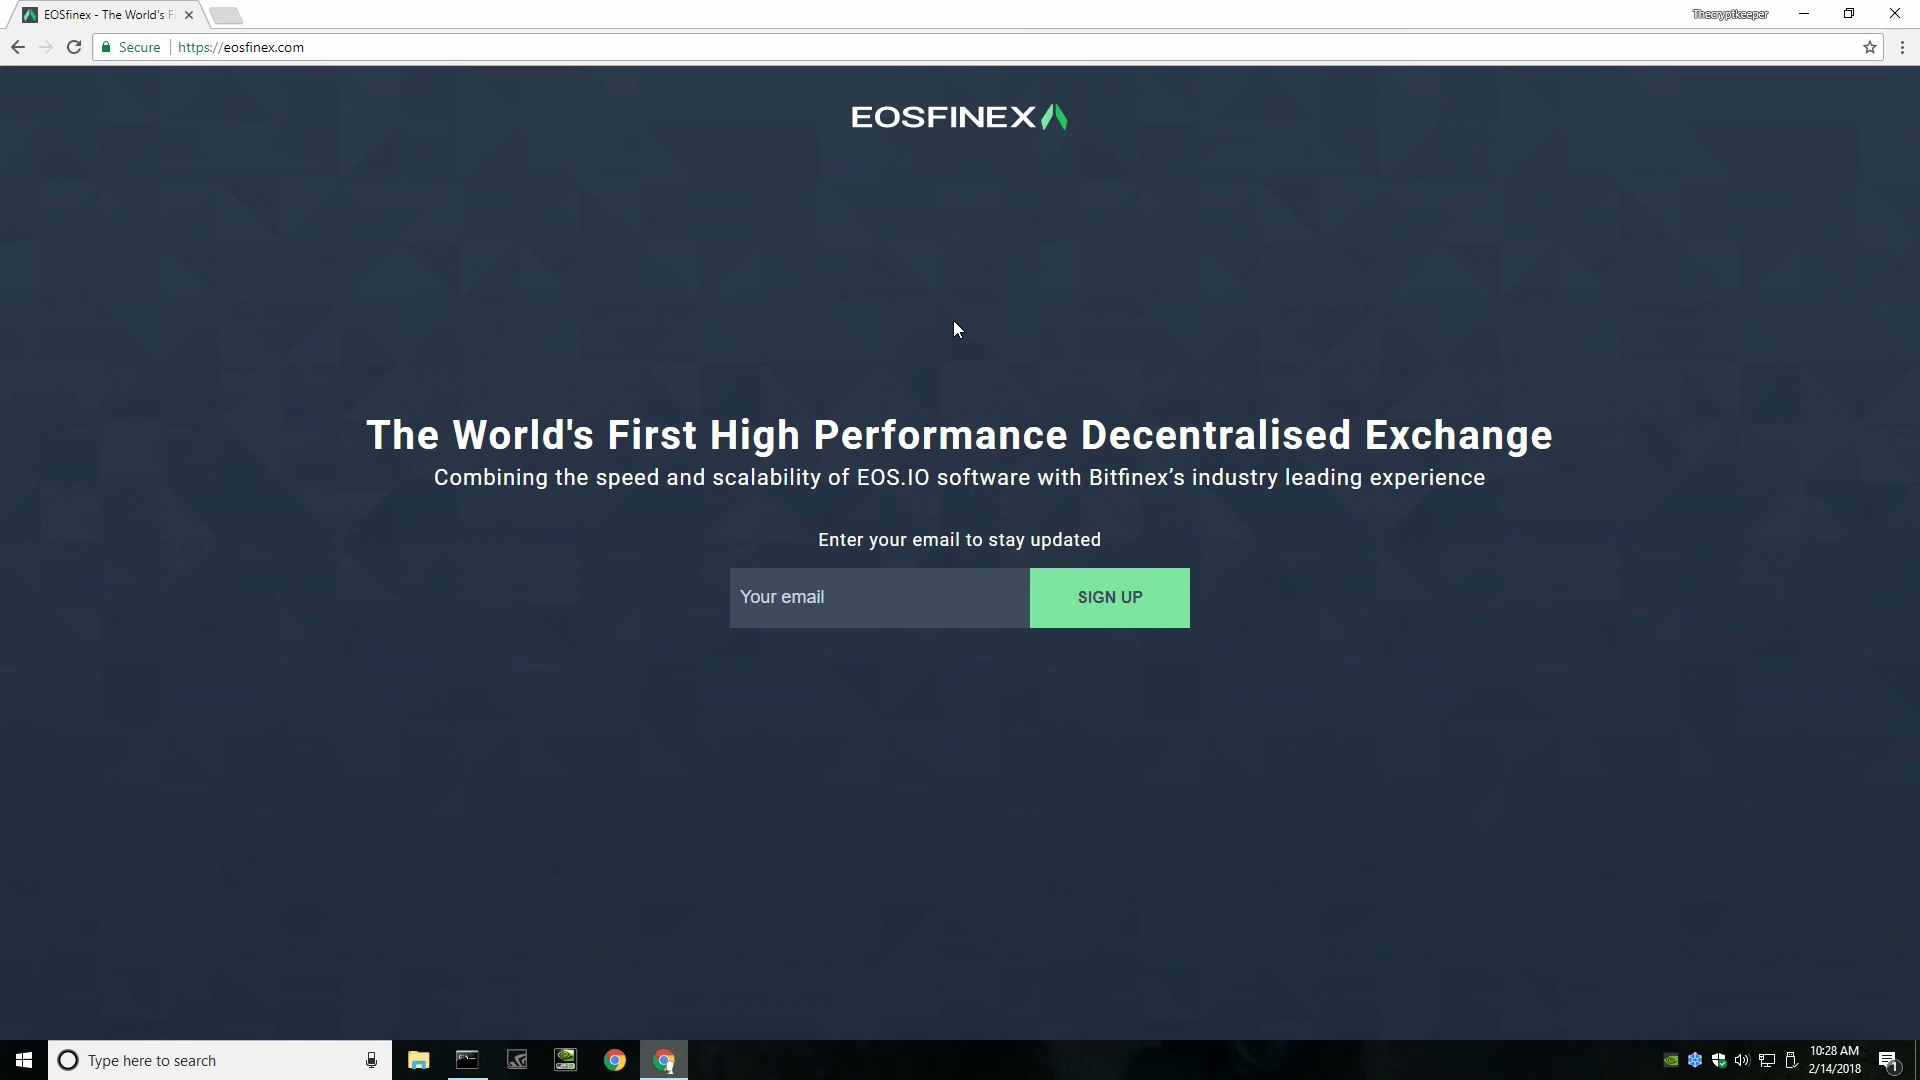 EOSfinex - The World's F
Thecryptkeeper
Secure
https://eosfinex.com
EOSFINEX
The World's First High Performance Decentralised Exchange
Combining the speed and scalability of EOS.IO software with Bitfinex’s industry leading experience
Enter your email to stay updated
Your email
SIGN UP
Type here to search
10:28 AM
2/14/2018
1